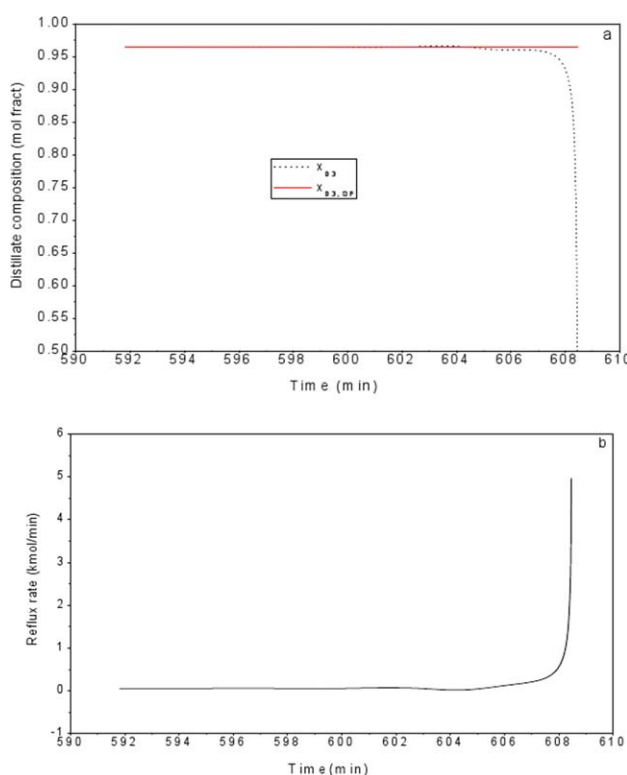 a
1.00
0.95
0.90
0.85
0.80
0.75
0.70
0.65
0.60
0.55
0.50
Distillate composition (mol fract)
X D3
X D3, DP
590 592 594 596 598 600 602 604 606 608 610
Time (min)
b
6
5
4
3
2
1
0
-1
Reflux rate (kmol/min)
590 592 594 596 598 600 602 604 606 608 610
Time (min)